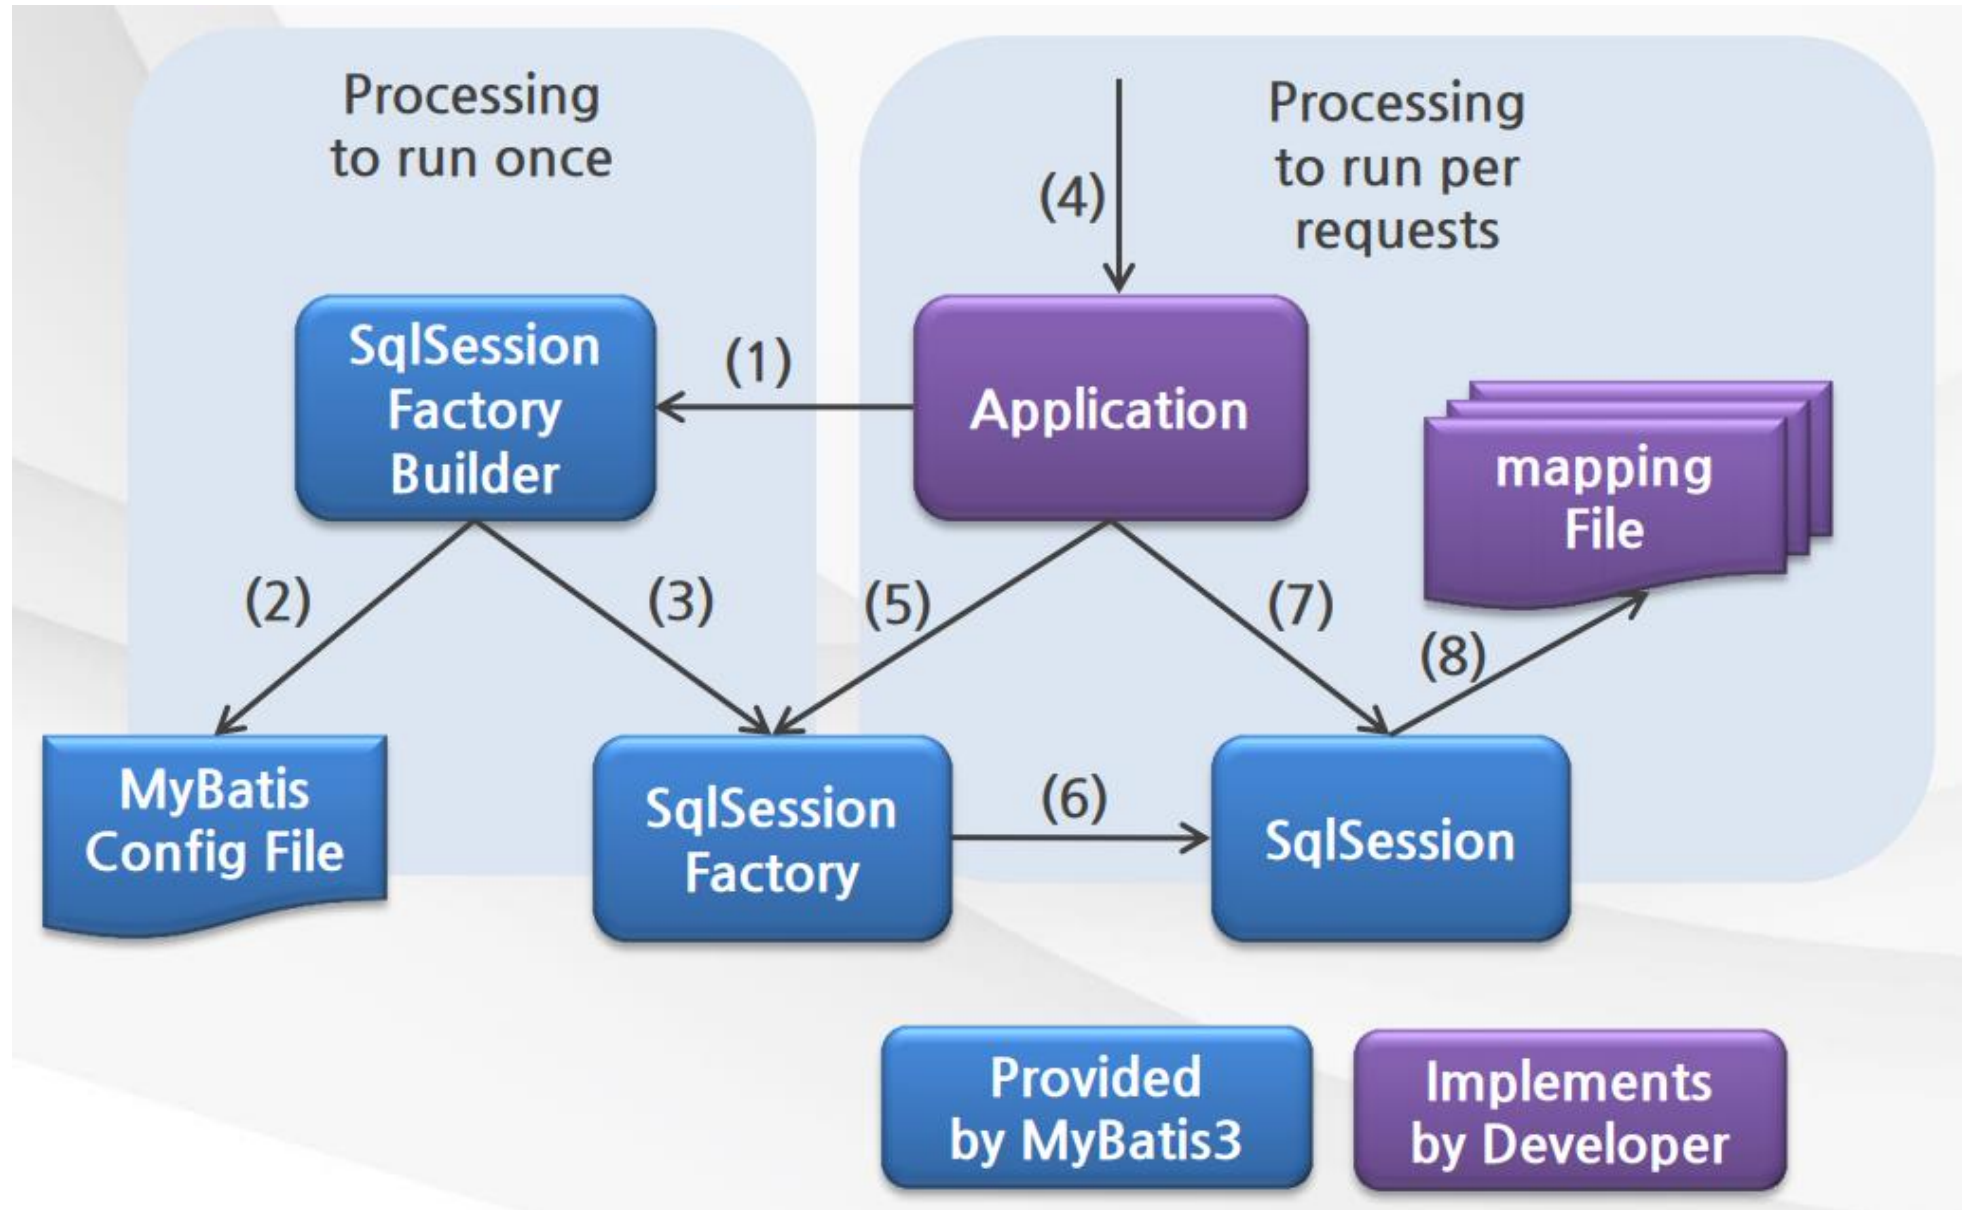 Processing
to run once
Processing
to run per
requests
(4)
SqlSession
Factory
Builder
(1)
Application
mapping
File
(2)
(3)
(5)
(7)
(8)
MyBatis
Config File
SqlSession
Factory
(6)
SqlSession
Provided
by MyBatis3
Implements
by Developer